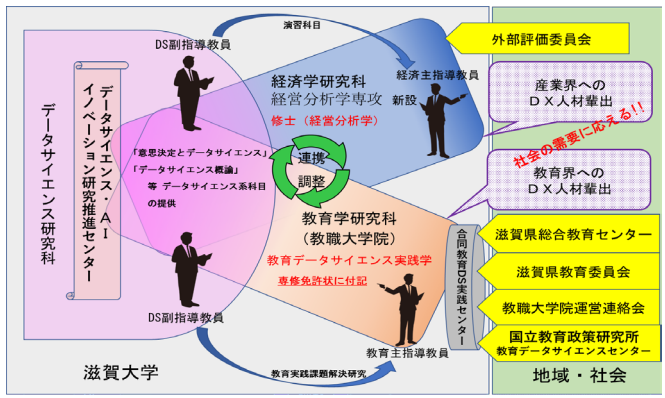 演習科目
DS副指導教員
外部評価委員会
経済学研究科
経営分析学専攻
修士（経営分析学）
経済主指導教員
新設
産業界への
ＤＸ人材輩出
社会の需要に応える!!
教育界への
ＤＸ人材輩出
データサイエンス研究科
データサイエンス・ＡＩ
イノベーション研究推進センター
「意思決定とデータサイエンス」
「データサイエンス概論」
等 データサイエンス系科目
の提供
連携
調整
教育学研究科
（教職大学院）
教育データサイエンス実践学
専修免許状に付記
合同教育DS実践センター
滋賀県総合教育センター
滋賀県教育委員会
教職大学院運営連絡会
国立教育政策研究所
教育データサイエンスセンター
DS副指導教員
教育主指導教員
教育実践課題解決研究
滋賀大学
地域・社会